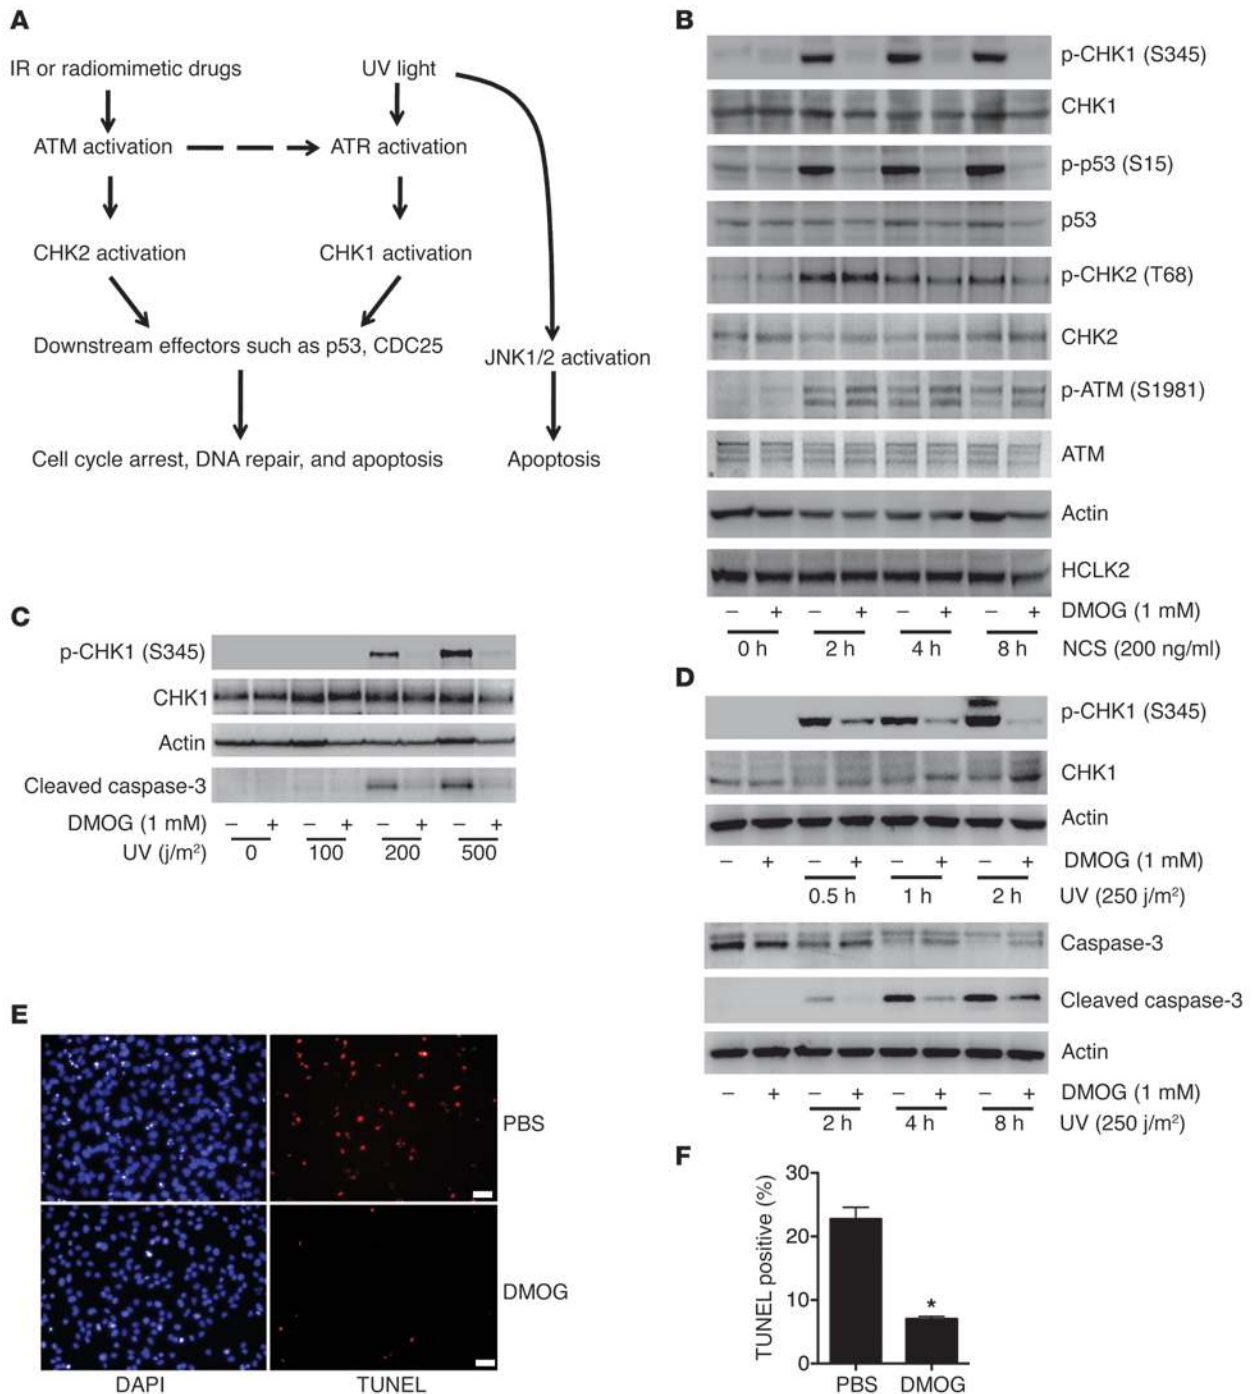 A
IR or radiomimetic drugs
UV light
ATM activation
ATR activation
CHK2 activation
CHK1 activation
Downstream effectors such as p53, CDC25
JNK1/2 activation
Cell cycle arrest, DNA repair, and apoptosis
Apoptosis
B
p-CHK1 (S345)
CHK1
p-p53 (S15)
p53
p-CHK2 (T68)
CHK2
p-ATM (S1981)
ATM
Actin
HCLK2
– + – + – + – + DMOG (1 mM)
0 h 2 h 4 h 8 h NCS (200 ng/ml)
C
p-CHK1 (S345)
CHK1
Actin
Cleaved caspase-3
DMOG (1 mM) – + – + – + – +
UV (j/m²) 0 100 200 500
D
p-CHK1 (S345)
CHK1
Actin
– + – + – + – + DMOG (1 mM)
0.5 h 1 h 2 h UV (250 j/m²)
Caspase-3
Cleaved caspase-3
Actin
– + – + – + – + DMOG (1 mM)
2 h 4 h 8 h UV (250 j/m²)
E
PBS
DMOG
DAPI TUNEL
F
TUNEL positive (%)
30
20
10
0
*
PBS DMOG